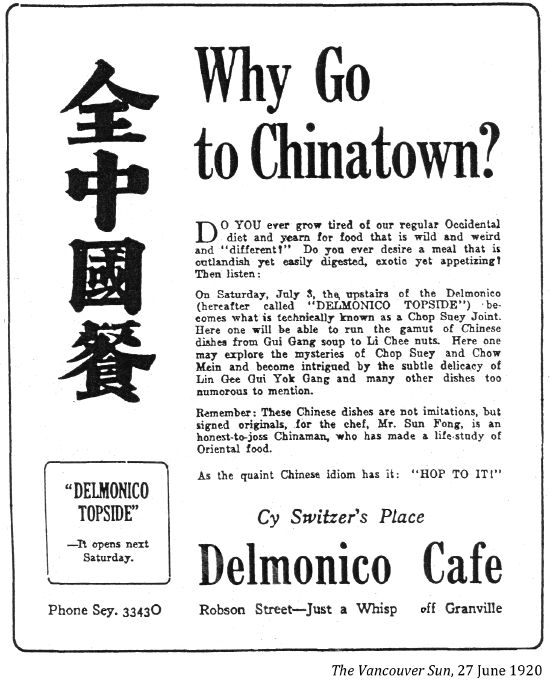 全
中
國
餐
Why Go
to Chinatown?
DO YOU ever grow tired of our regular Occidental
diet and yearn for food that is wild and weird
and "different?" Do you ever desire a meal that is
outlandish yet easily digested, exotic yet appetizing?
Then listen:
On Saturday, July 3, the upstairs of the Delmonico
(hereafter called "DELMONICO TOPSIDE") be-
comes what is technically known as a Chop Suey Joint.
Here one will be able to run the gamut of Chinese
dishes from Gui Gang soup to Li Chee nuts. Here one
may explore the mysteries of Chop Suey and Chow
Mein and become intrigued by the subtle delicacy of
Lin Gee Gui Yok Gang and many other dishes too
numorous to mention.
Remember: These Chinese dishes are not imitations, but
signed originals, for the chef, Mr. Sun Fong, is an
honest-to-joss Chinaman, who has made a life-study of
Oriental food.
As the quaint Chinese idiom has it: "HOP TO IT!"
"DELMONICO
TOPSIDE"
—It opens next
Saturday.
Cy Switzer's Place
Delmonico Cafe
Phone Sey. 3343O
Robson Street—Just a Whisp off Granville
The Vancouver Sun, 27 June 1920